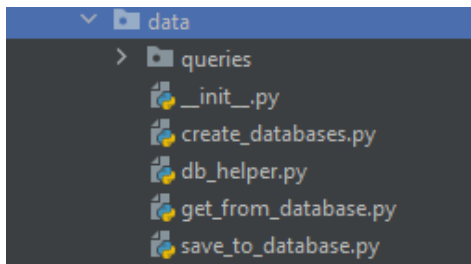 data
queries
__init__.py
create_databases.py
db_helper.py
get_from_database.py
save_to_database.py